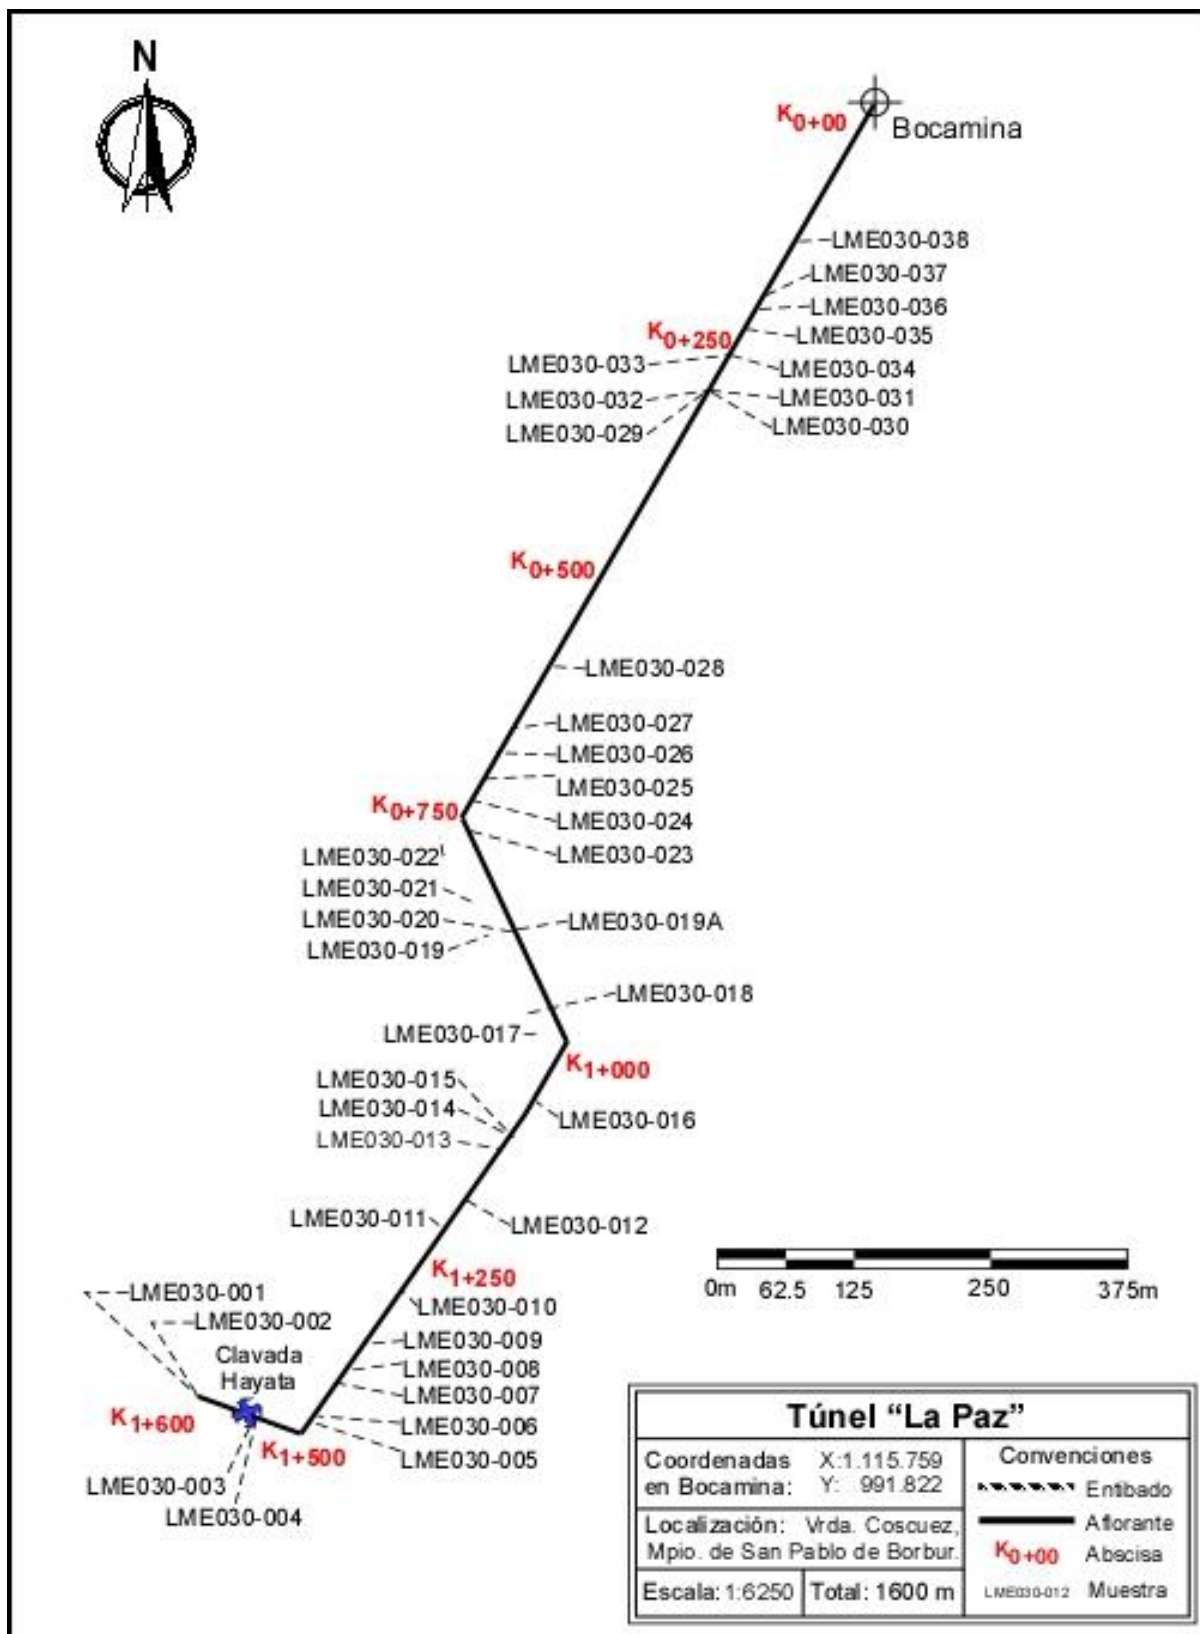 N
K0+00
Bocamina
LME030-038
LME030-037
LME030-036
K0+250
LME030-035
LME030-033
LME030-034
LME030-032
LME030-031
LME030-029
LME030-030
K0+500
LME030-028
LME030-027
LME030-026
LME030-025
K0+750
LME030-024
LME030-022
LME030-023
LME030-021
LME030-020
LME030-019A
LME030-019
LME030-018
LME030-017
K1+000
LME030-015
LME030-014
LME030-016
LME030-013
LME030-011
LME030-012
K1+250
0m 62.5 125 250 375m
LME030-001
LME030-010
LME030-002
LME030-009
Clavada
Hayata
LME030-008
LME030-007
K1+600
LME030-006
K1+500
LME030-005
LME030-003
LME030-004
Túnel “La Paz”
Coordenadas X:1.115.759
en Bocamina: Y: 991.822
Localización: Vrda. Coscuez,
Mpio. de San Pablo de Borbur.
Escala: 1:6250 Total: 1600 m
Convenciones
Entibado
Aflorante
K0+00 Abscisa
LME030-012 Muestra